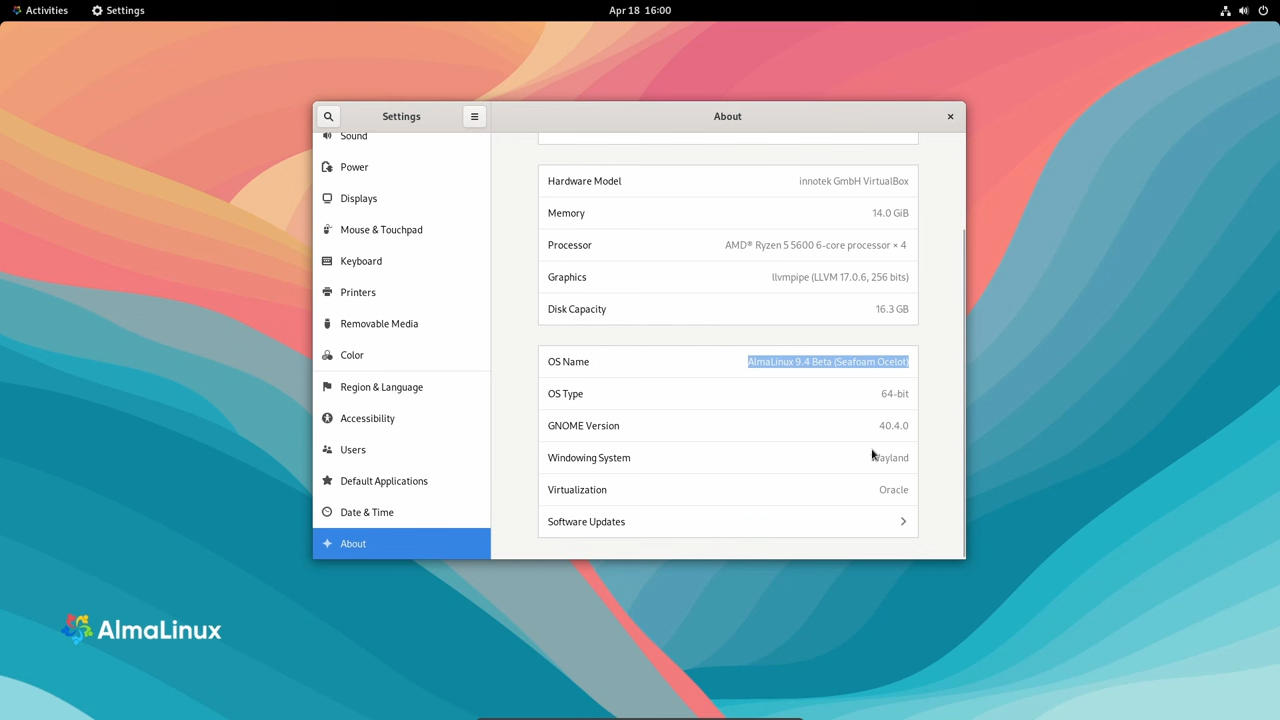 Activities Settings Apr 18 16:00
Settings About
Sound
Power
Displays
Mouse & Touchpad
Keyboard
Printers
Removable Media
Color
Region & Language
Accessibility
Users
Default Applications
Date & Time
About
Hardware Model innotek GmbH VirtualBox
Memory 14.0 GiB
Processor AMD® Ryzen 5 5600 6-core processor × 4
Graphics llvmpipe (LLVM 17.0.6, 256 bits)
Disk Capacity 16.3 GB
OS Name AlmaLinux 9.4 Beta (Seafoam Ocelot)
OS Type 64-bit
GNOME Version 40.4.0
Windowing System Wayland
Virtualization Oracle
Software Updates
AlmaLinux